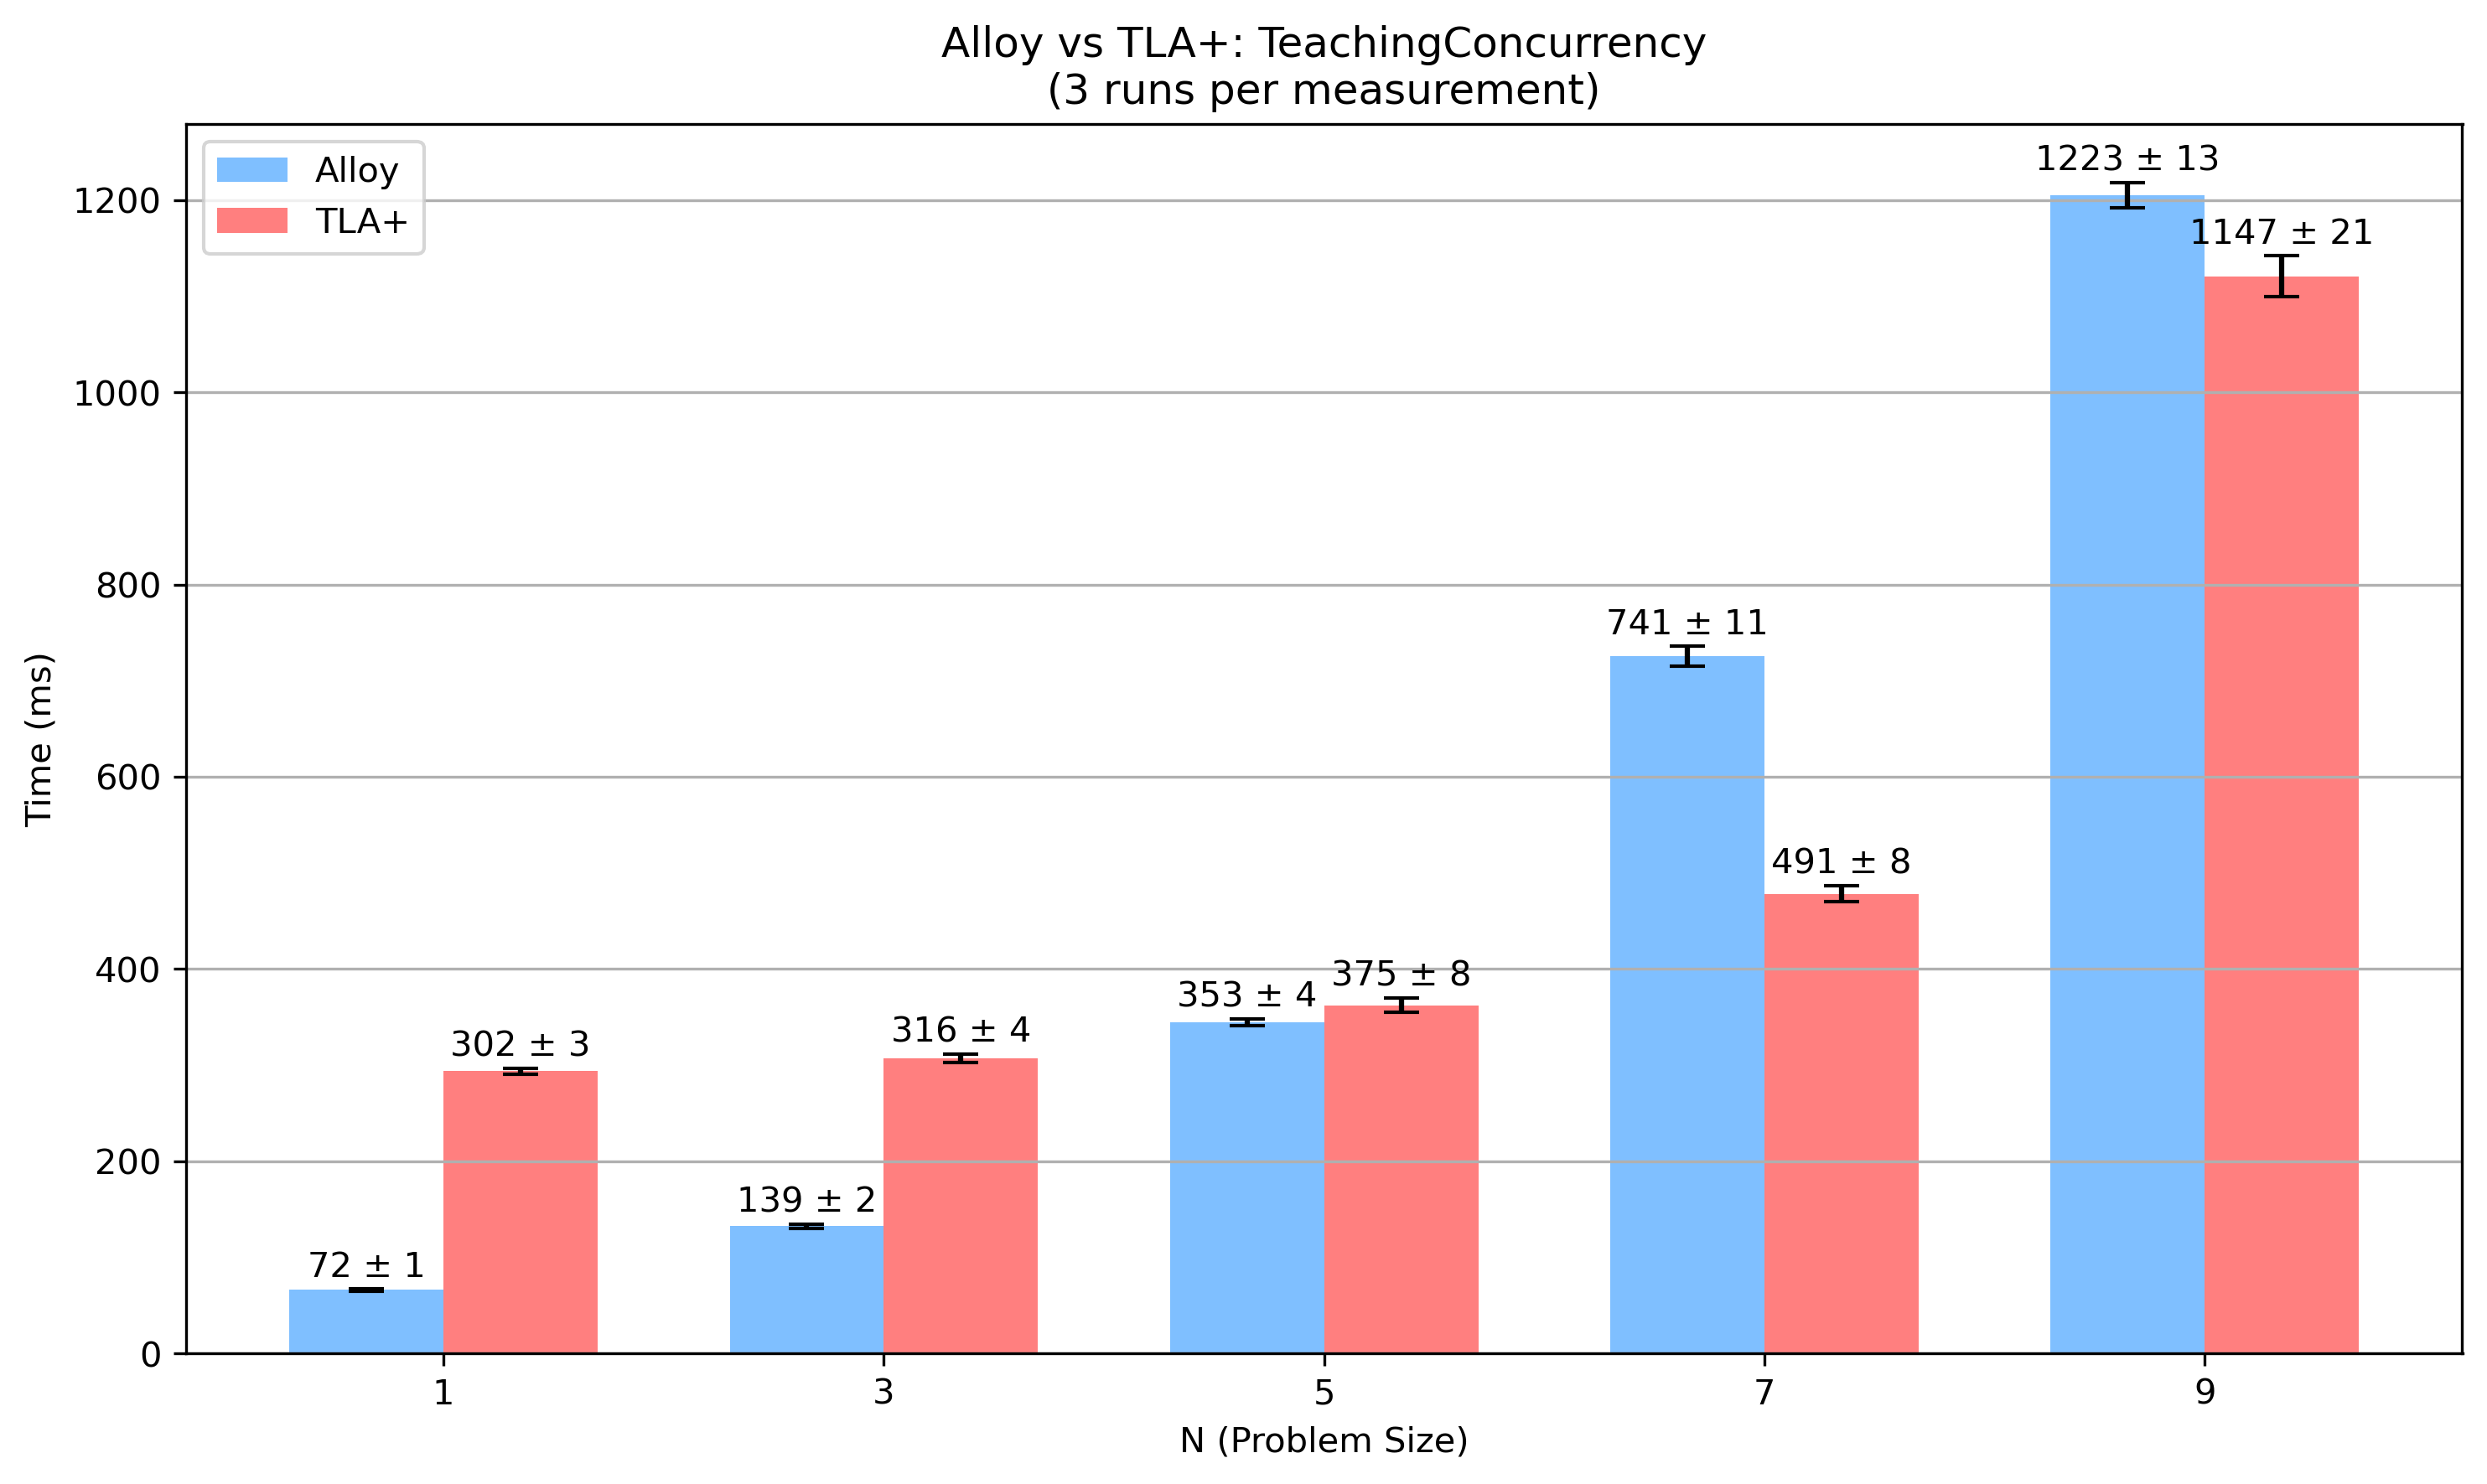 Alloy vs TLA+: TeachingConcurrency
(3 runs per measurement)
Alloy
TLA+
Time (ms)
1200
1000
800
600
400
200
0
72 ± 1
302 ± 3
139 ± 2
316 ± 4
353 ± 4
375 ± 8
741 ± 11
491 ± 8
1223 ± 13
1147 ± 21
1
3
5
7
9
N (Problem Size)